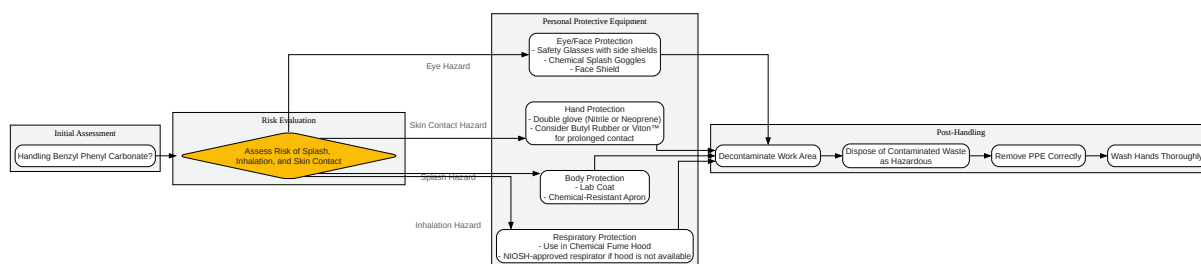 Initial Assessment
Handling Benzyl Phenyl Carbonate?
Risk Evaluation
Assess Risk of Splash,
Inhalation, and Skin Contact
Eye Hazard
Skin Contact Hazard
Splash Hazard
Inhalation Hazard
Personal Protective Equipment
Eye/Face Protection
- Safety Glasses with side shields
- Chemical Splash Goggles
- Face Shield
Hand Protection
- Double glove (Nitrile or Neoprene)
- Consider Butyl Rubber or Viton™
for prolonged contact
Body Protection
- Lab Coat
- Chemical-Resistant Apron
Respiratory Protection
- Use in Chemical Fume Hood
- NIOSH-approved respirator if hood is not available
Post-Handling
Decontaminate Work Area
Dispose of Contaminated Waste
as Hazardous
Remove PPE Correctly
Wash Hands Thoroughly